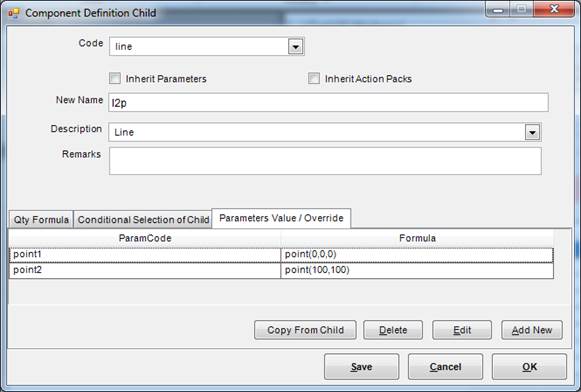 Component Definition Child
Code line
Inherit Parameters Inherit Action Packs
New Name l2p
Description Line
Remarks
Qty Formula Conditional Selection of Child Parameters Value / Override
ParamCode Formula
point1 point(0,0,0)
point2 point(100,100)
Copy From Child Delete Edit Add New
Save Cancel OK